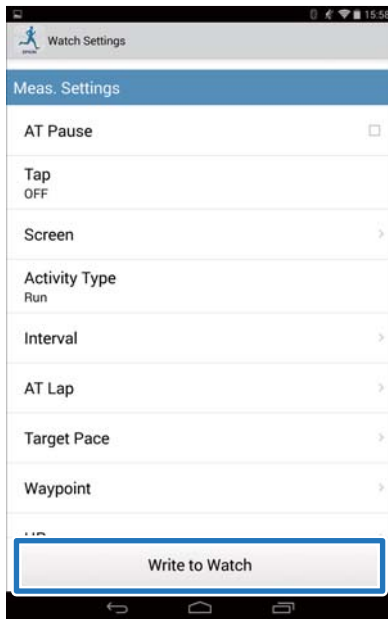 15:58
Watch Settings
Meas. Settings
AT Pause
Tap
OFF
Screen
Activity Type
Run
Interval
AT Lap
Target Pace
Waypoint
Write to Watch